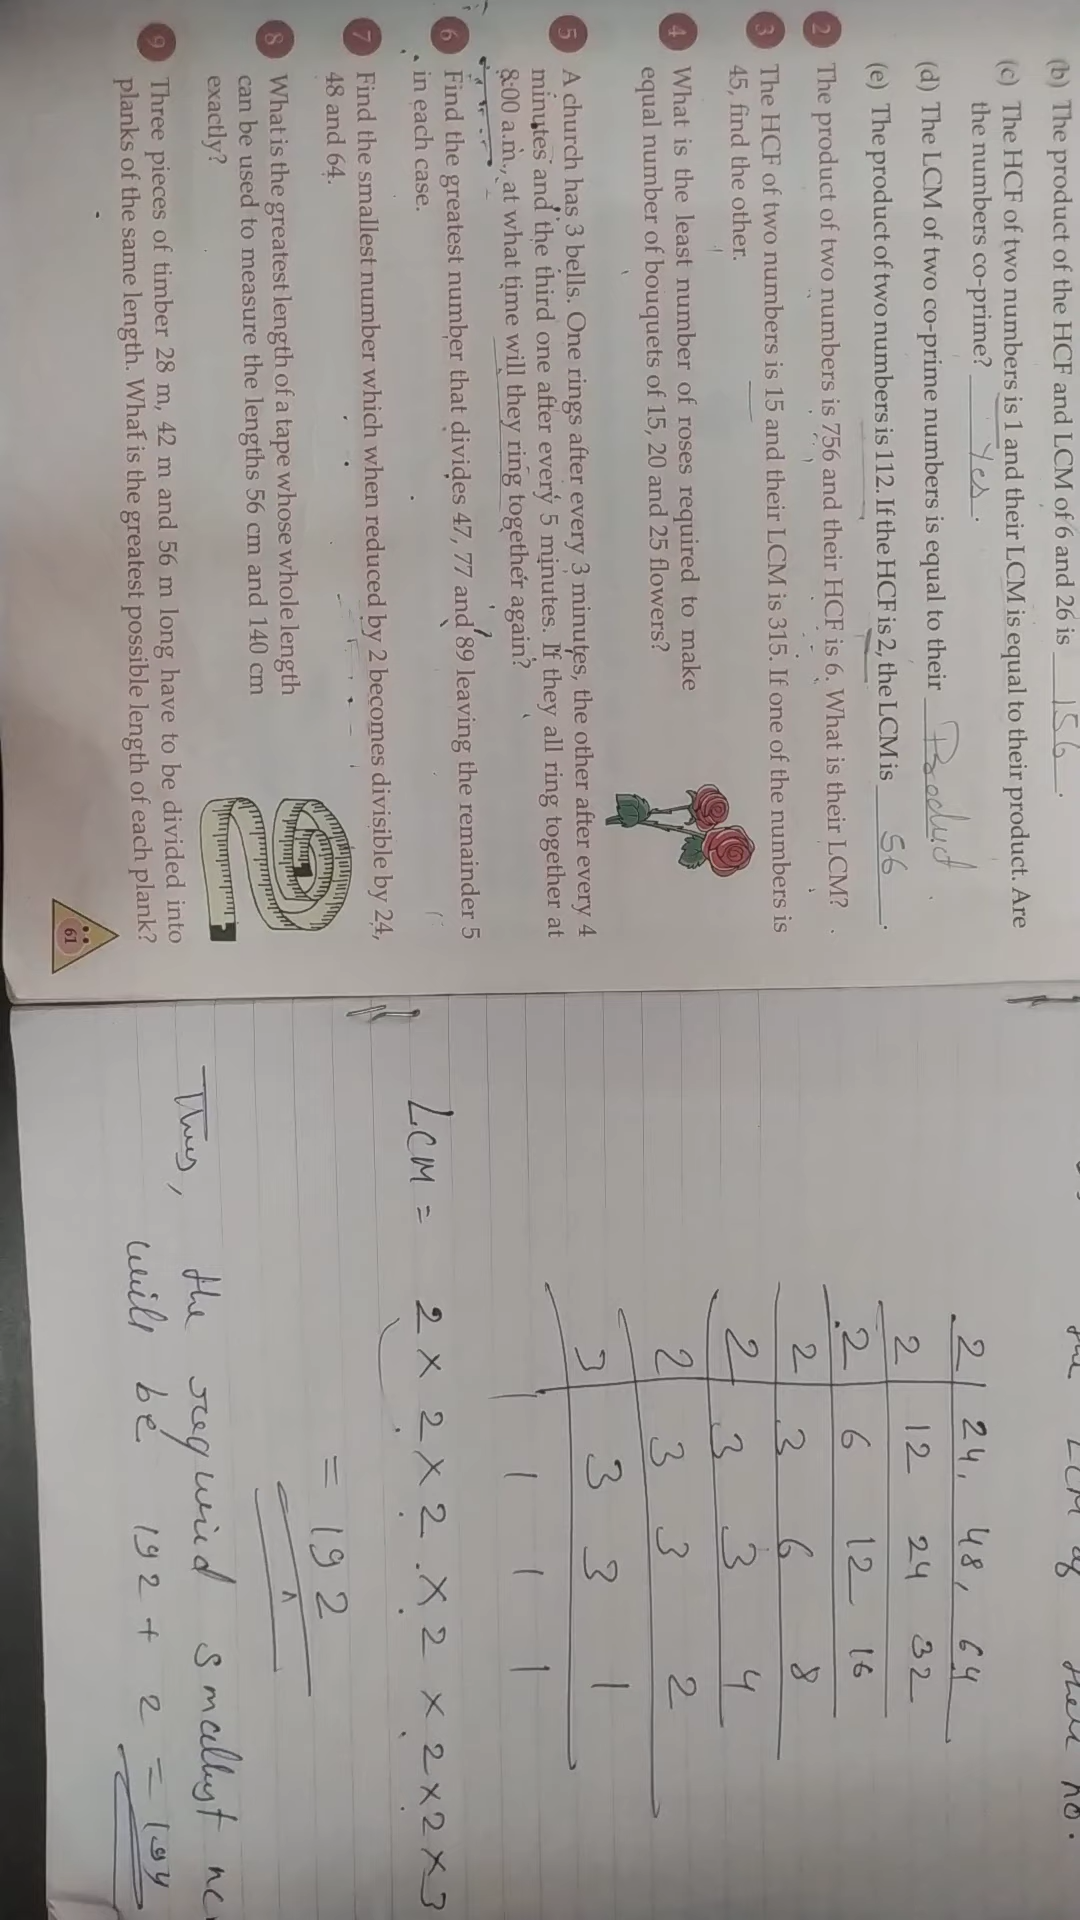 (b) The product of the HCF and LCM of 6 and 26 is 156.
(c) The HCF of two numbers is 1 and their LCM is equal to their product. Are
the numbers co-prime? Yes.
(d) The LCM of two co-prime numbers is equal to their Product.
(e) The product of two numbers is 112. If the HCF is 2, the LCM is 56.
2 The product of two numbers is 756 and their HCF is 6. What is their LCM?
3 The HCF of two numbers is 15 and their LCM is 315. If one of the numbers is
45, find the other.
4 What is the least number of roses required to make
equal number of bouquets of 15, 20 and 25 flowers?
5 A church has 3 bells. One rings after every 3 minutes, the other after every 4
minutes and the third one after every 5 minutes. If they all ring together at
8:00 a.m., at what time will they ring together again?
6 Find the greatest number that divides 47, 77 and 89 leaving the remainder 5
in each case.
7 Find the smallest number which when reduced by 2 becomes divisible by 24,
48 and 64.
8 What is the greatest length of a tape whose whole length
can be used to measure the lengths 56 cm and 140 cm
exactly?
9 Three pieces of timber 28 m, 42 m and 56 m long have to be divided into
planks of the same length. What is the greatest possible length of each plank?
61
the LCM of their no.
2 24, 48, 64
2 12 24 32
2 6 12 16
2 3 6 8
2 3 3 4
2 3 3 2
3 3 3 1
1 1 1 1
LCM = 2 × 2 × 2 × 2 × 2 × 2 × 3
= 192
Thus, the required smallest
will be 192 + 2 = 194